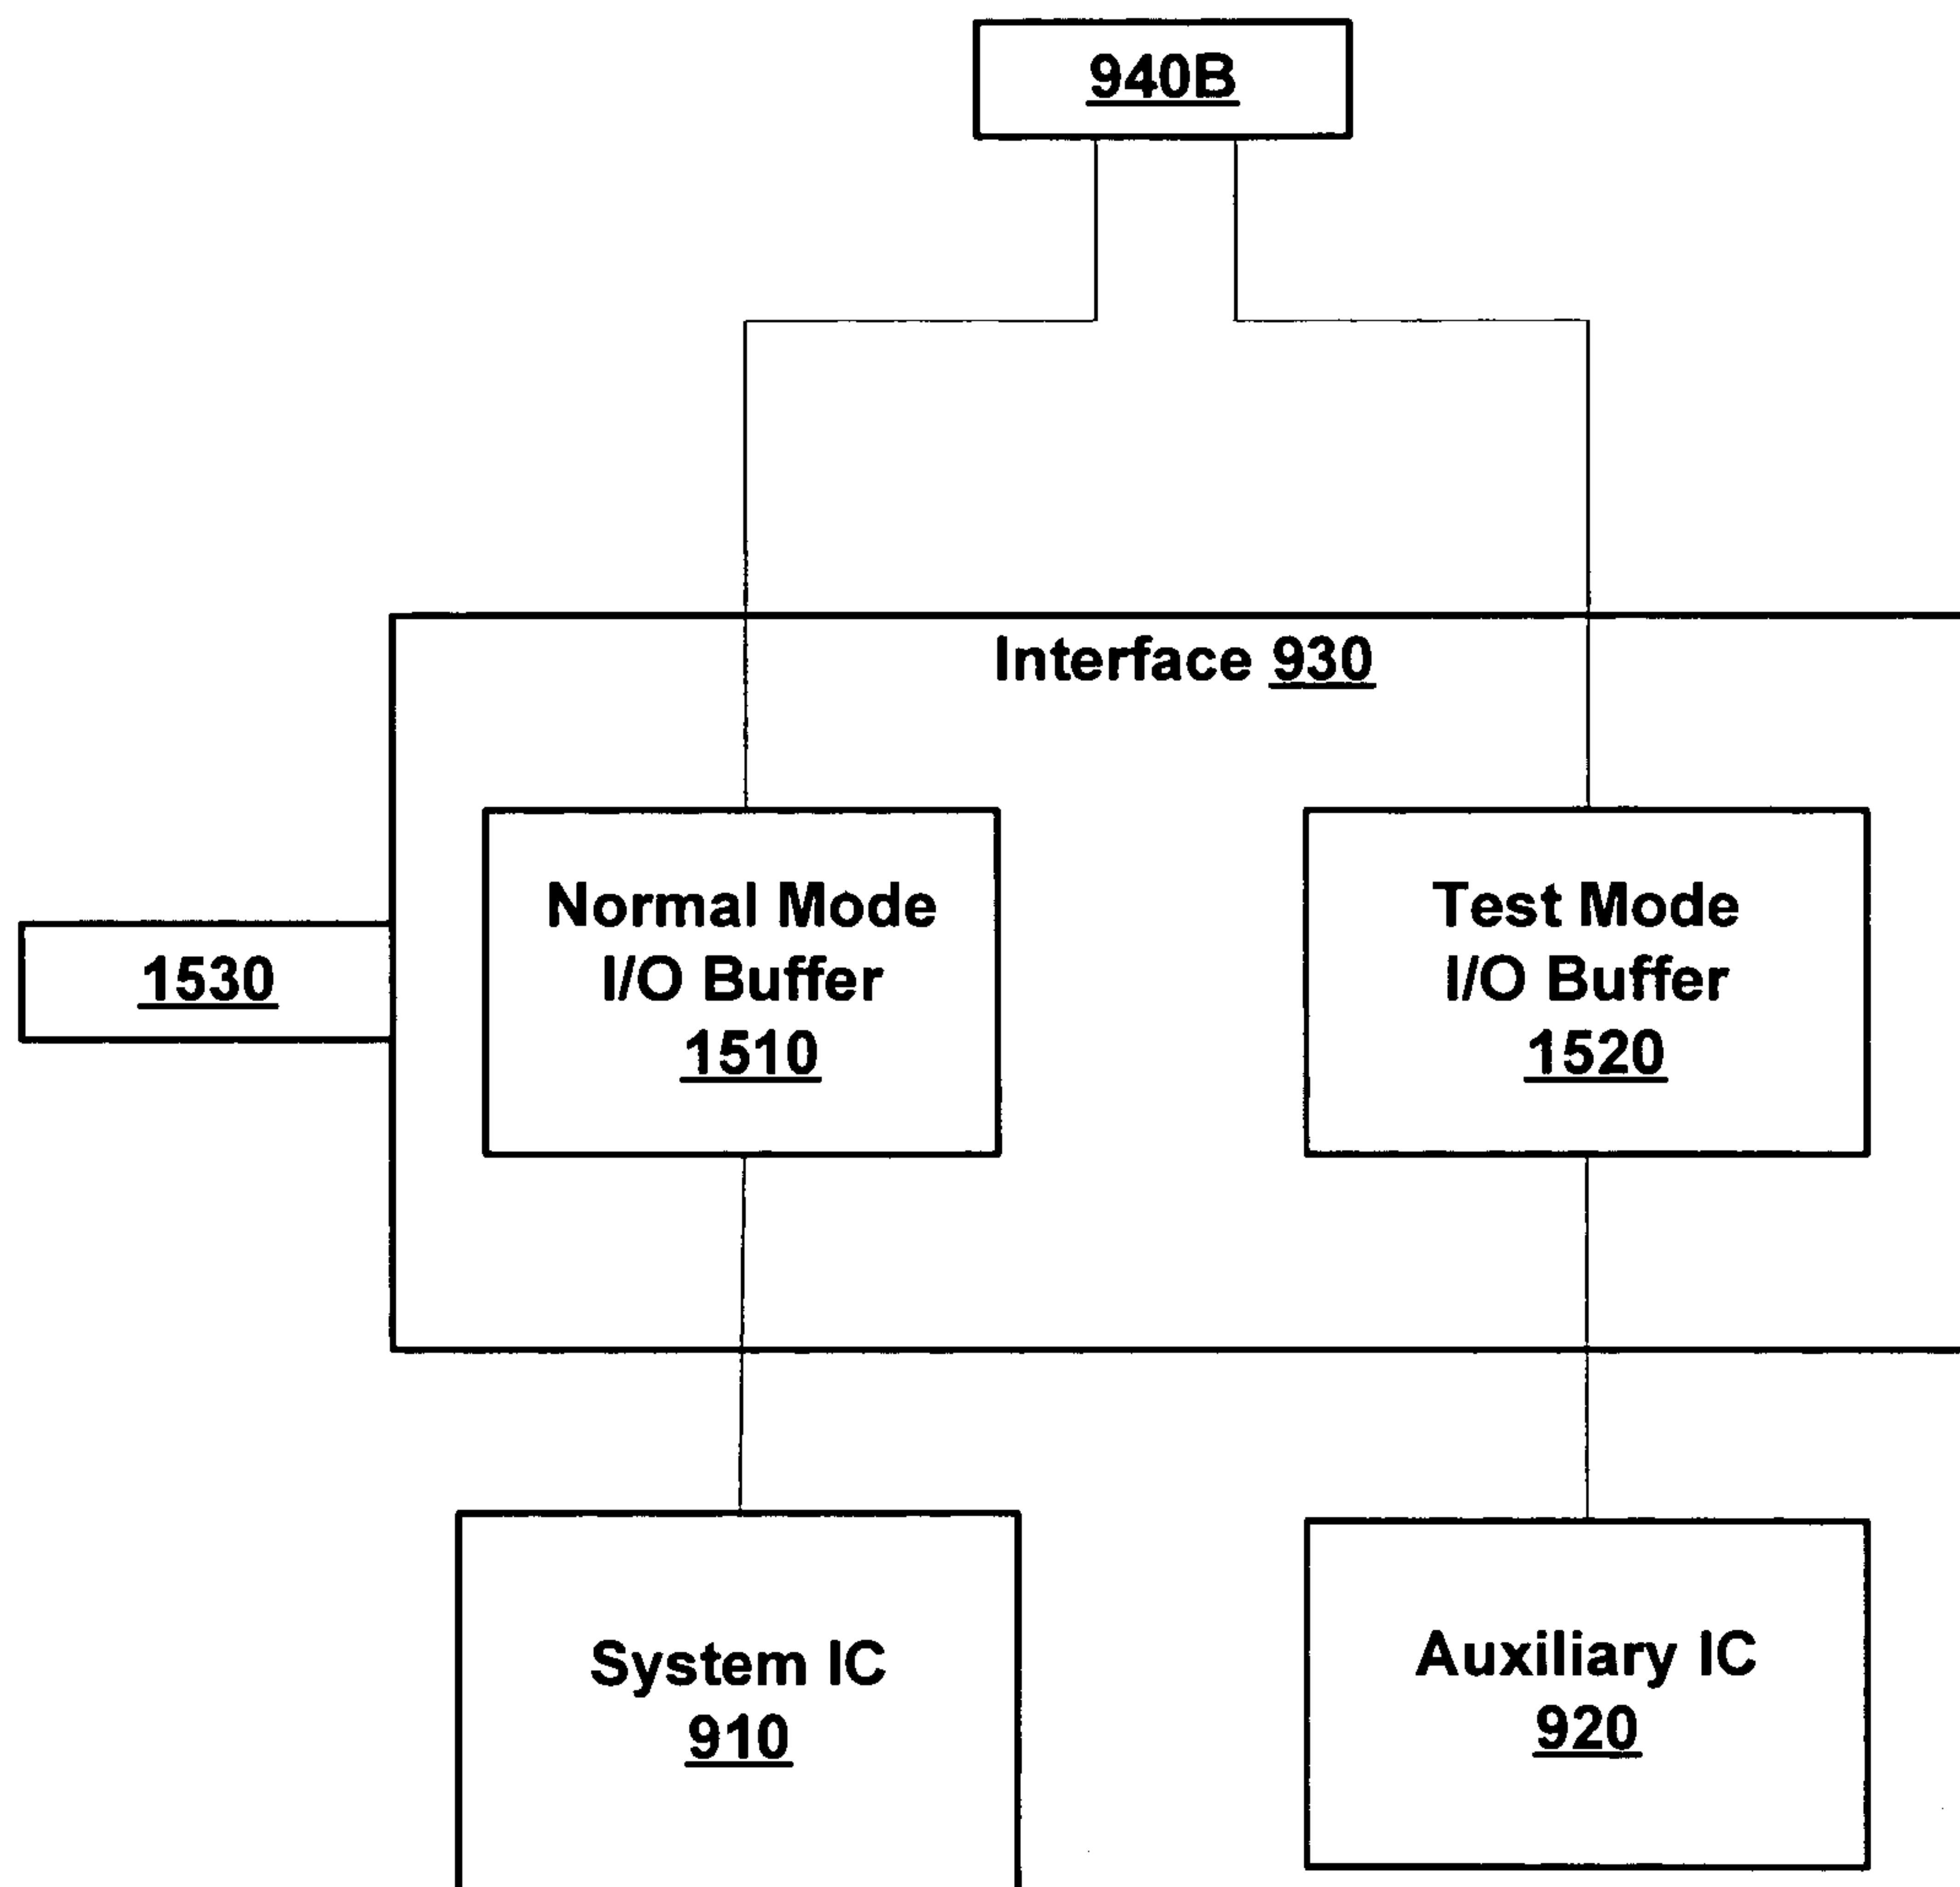 940B
Interface 930
Normal Mode
I/O Buffer
1510
Test Mode
I/O Buffer
1520
1530
System IC
910
Auxiliary IC
920